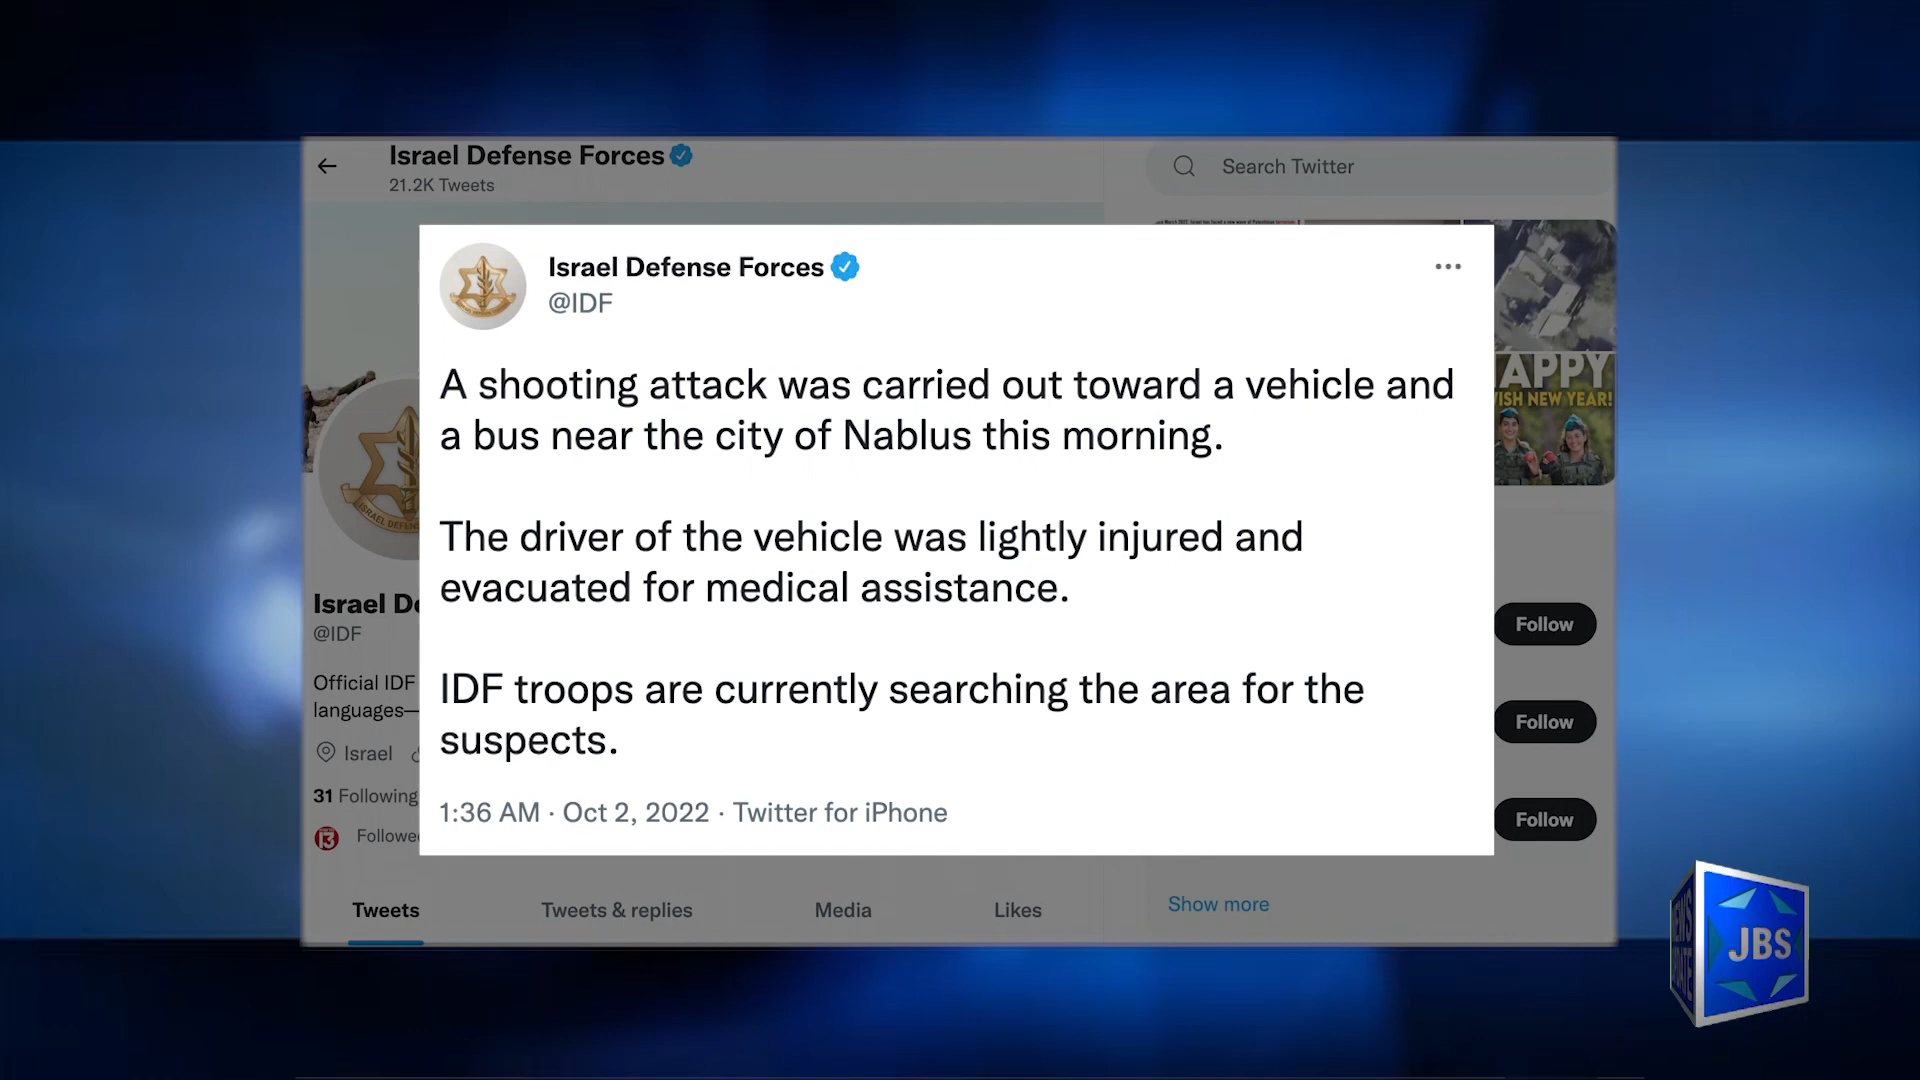 Israel Defense Forces
21.2K Tweets
Search Twitter
Israel Defense Forces
@IDF
A shooting attack was carried out toward a vehicle and
a bus near the city of Nablus this morning.
The driver of the vehicle was lightly injured and
evacuated for medical assistance.
IDF troops are currently searching the area for the
suspects.
1:36 AM · Oct 2, 2022 · Twitter for iPhone
APPY
ISH NEW YEAR!
Israel De
@IDF
Official IDF
languages—
Israel
31 Following
13 Followe
Follow
Follow
Follow
Tweets
Tweets & replies
Media
Likes
Show more
JBS